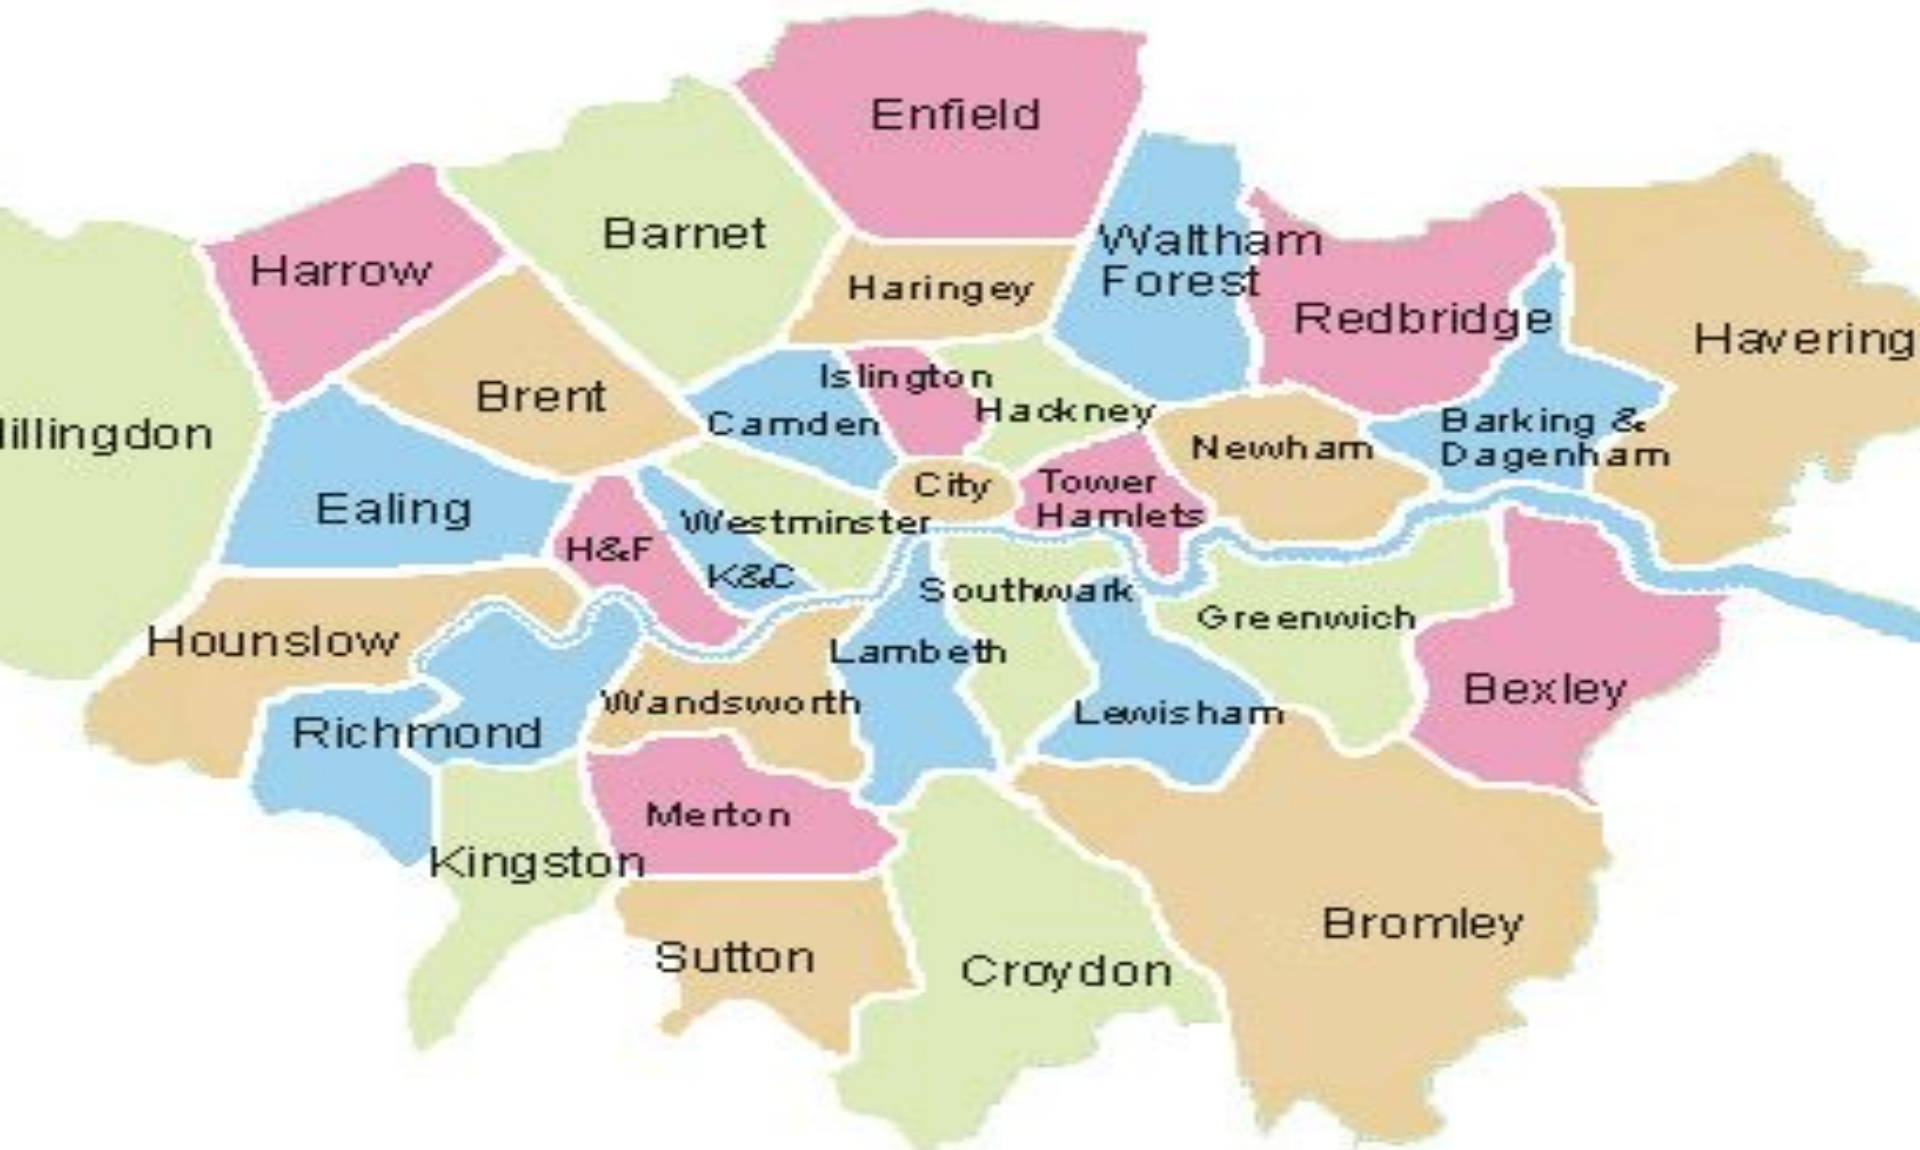 Enfield
Barnet
Waltham
Forest
Harrow
Haringey
Redbridge
Havering
Islington
Brent
Camden
Hackney
Barking &
Dagenham
illingdon
Newham
City
Tower
Hamlets
Ealing
Westminster
H&F
K&C
Southwark
Greenwich
Hounslow
Lambeth
Bexley
Wandsworth
Lewisham
Richmond
Merton
Kingston
Bromley
Sutton
Croydon